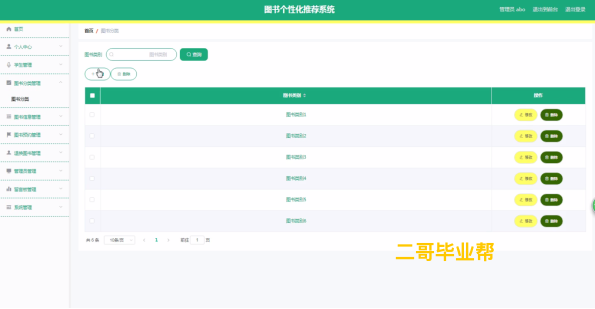 图书个性化推荐系统
管理员 abo 退出到前台 退出登录
首页
首页 / 图书分类
个人中心
学生管理
图书分类管理
图书分类
图书信息管理
图书预约管理
退换图书管理
管理员管理
留言板管理
系统管理
图书类别 图书类别 查询
删除
图书类别 操作
图书类别1 修改 删除
图书类别2 修改 删除
图书类别3 修改 删除
图书类别4 修改 删除
图书类别5 修改 删除
图书类别6 修改 删除
共 6 条 10条/页 1 前往 1 页
二哥毕业帮